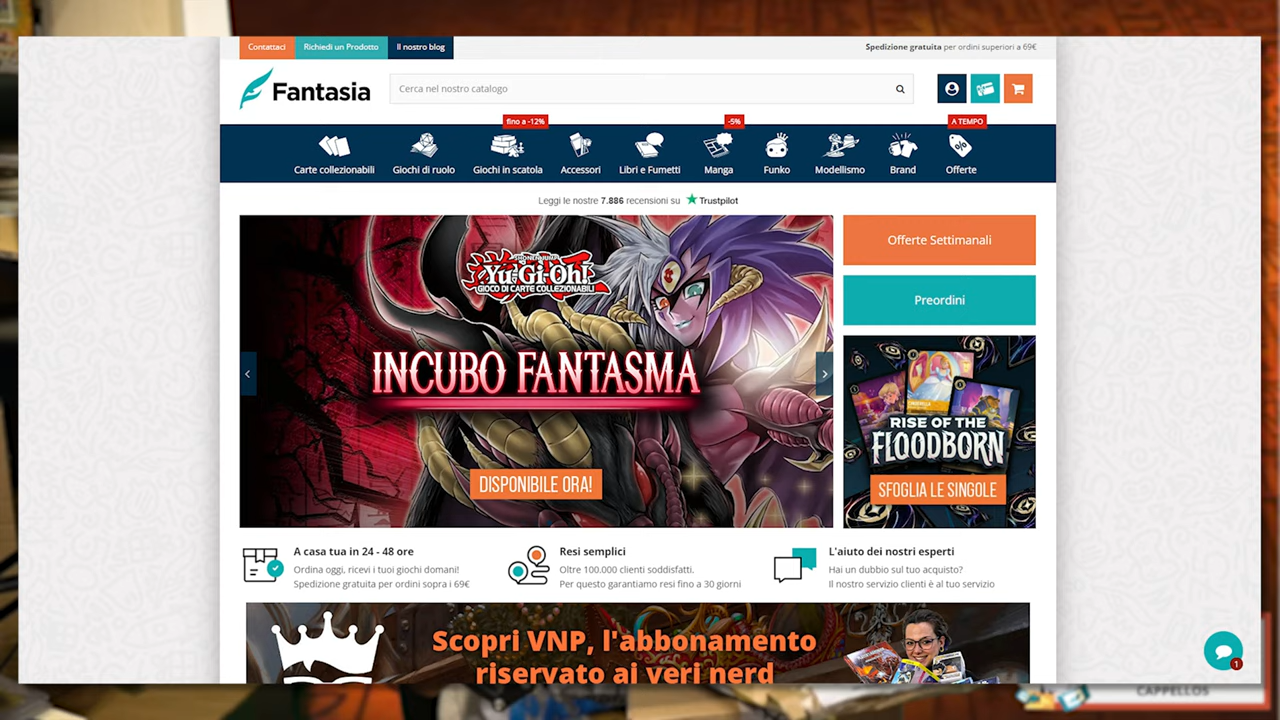 Contattaci Richiedi un Prodotto Il nostro blog Spedizione gratuita per ordini superiori a 69€
Fantasia Cerca nel nostro catalogo
fino a -12% -5% A TEMPO
Carte collezionabili Giochi di ruolo Giochi in scatola Accessori Libri e Fumetti Manga Funko Modellismo Brand Offerte
Leggi le nostre 7.886 recensioni su Trustpilot
SHONEN JUMP
Yu-Gi-Oh!
GIOCO DI CARTE COLLEZIONABILI
INCUBO FANTASMA
DISPONIBILE ORA!
Offerte Settimanali
Preordini
RISE OF THE
FLOODBORN
SFOGLIA LE SINGOLE
A casa tua in 24 - 48 ore
Ordina oggi, ricevi i tuoi giochi domani!
Spedizione gratuita per ordini sopra i 69€
Resi semplici
Oltre 100.000 clienti soddisfatti.
Per questo garantiamo resi fino a 30 giorni
L'aiuto dei nostri esperti
Hai un dubbio sul tuo acquisto?
Il nostro servizio clienti è al tuo servizio
Scopri VNP, l'abbonamento
riservato ai veri nerd
1
CAPPELLOS